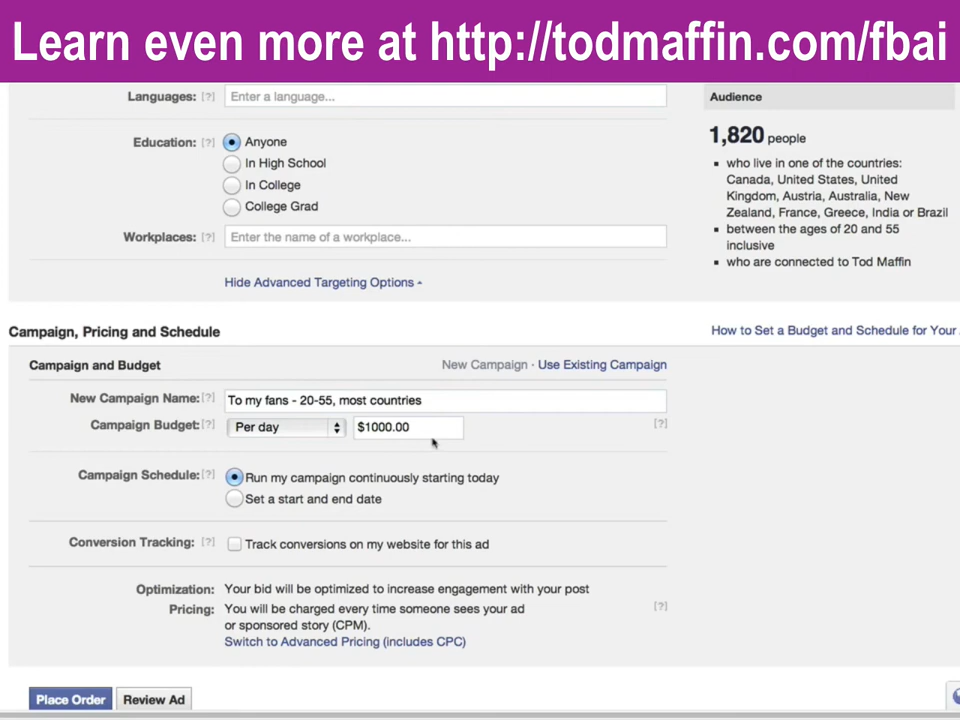 Learn even more at http://todmaffin.com/fbai
Languages: [?] Enter a language...
Education: [?] Anyone
In High School
In College
College Grad
Workplaces: [?] Enter the name of a workplace...
Hide Advanced Targeting Options
Audience
1,820 people
who live in one of the countries:
Canada, United States, United
Kingdom, Austria, Australia, New
Zealand, France, Greece, India or Brazil
between the ages of 20 and 55
inclusive
who are connected to Tod Maffin
Campaign, Pricing and Schedule
How to Set a Budget and Schedule for Your
Campaign and Budget
New Campaign · Use Existing Campaign
New Campaign Name: [?] To my fans - 20-55, most countries
Campaign Budget: [?] Per day $1000.00 [?]
Campaign Schedule: [?] Run my campaign continuously starting today
Set a start and end date
Conversion Tracking: [?] Track conversions on my website for this ad
Optimization: Your bid will be optimized to increase engagement with your post
Pricing: You will be charged every time someone sees your ad [?]
or sponsored story (CPM).
Switch to Advanced Pricing (includes CPC)
Place Order Review Ad